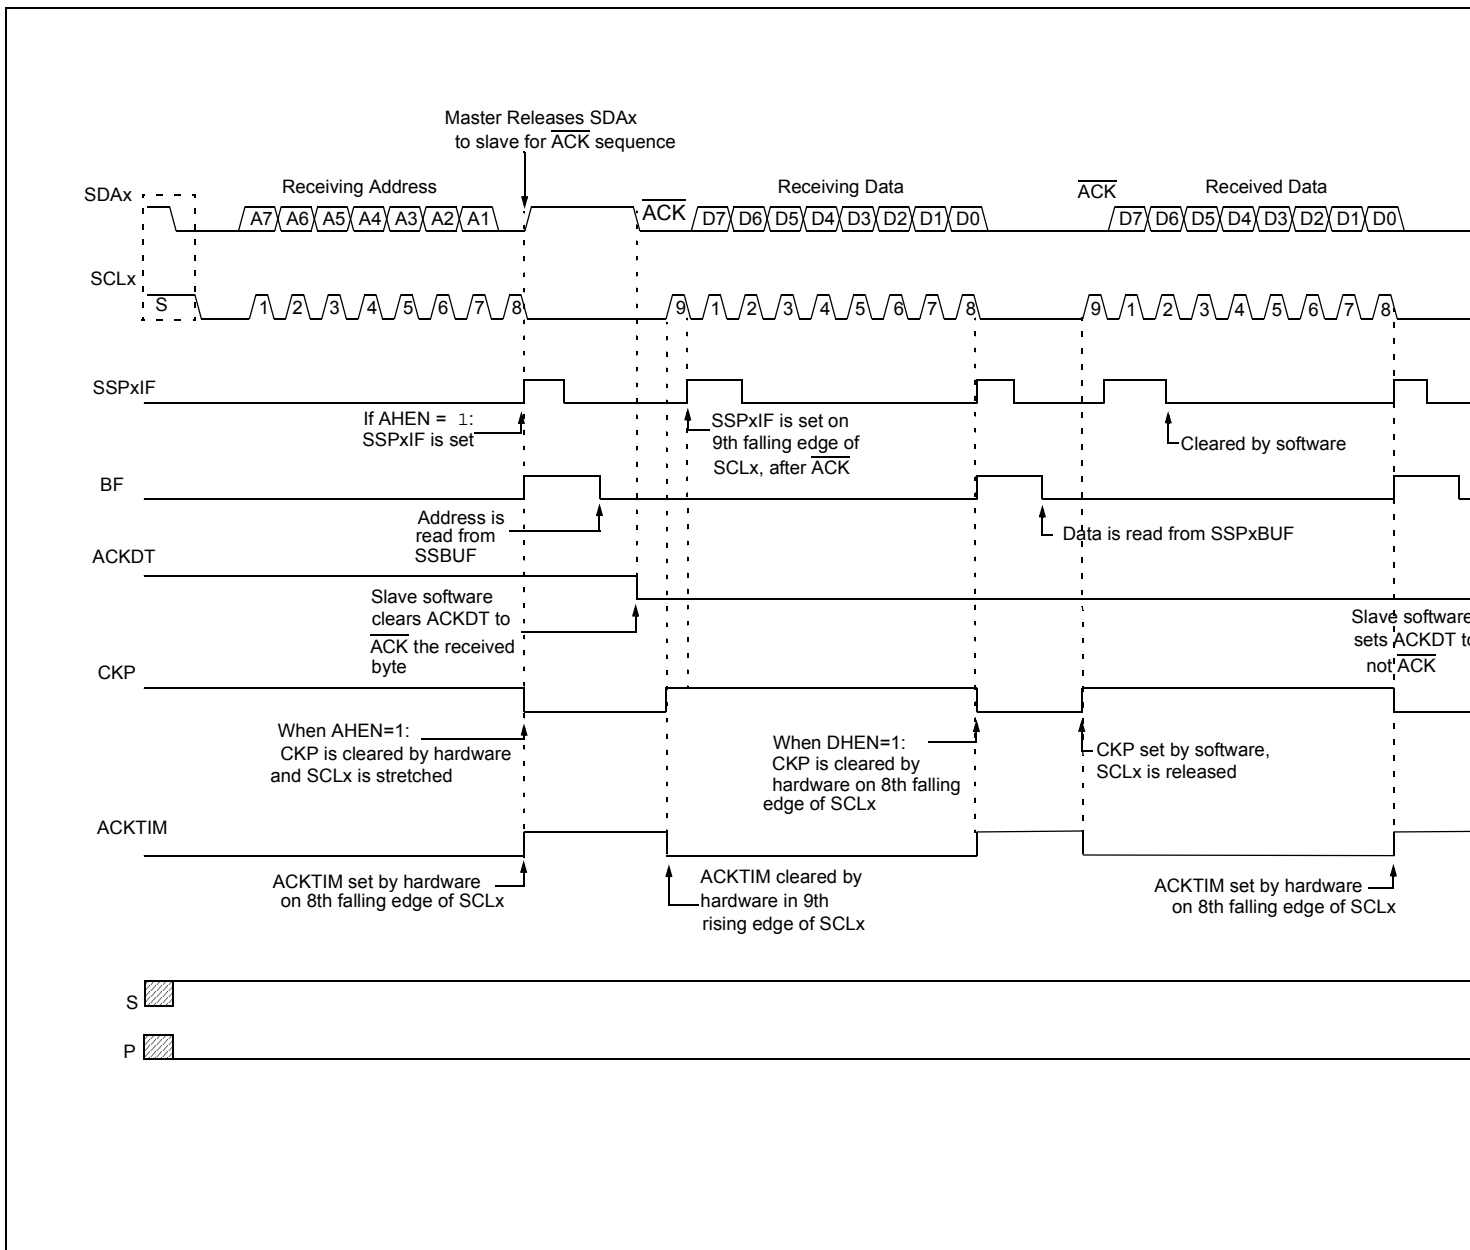 Master Releases SDAx
to slave for ACK sequence
SDAx
Receiving Address
ACK
Receiving Data
ACK
Received Data
A7 A6 A5 A4 A3 A2 A1
D7 D6 D5 D4 D3 D2 D1 D0
D7 D6 D5 D4 D3 D2 D1 D0
SCLx
S
1 2 3 4 5 6 7 8
9 1 2 3 4 5 6 7 8
9 1 2 3 4 5 6 7 8
SSPxIF
If AHEN = 1:
SSPxIF is set
SSPxIF is set on
9th falling edge of
SCLx, after ACK
Cleared by software
BF
Address is
read from
SSBUF
Data is read from SSPxBUF
ACKDT
Slave software
clears ACKDT to
ACK the received
byte
Slave software
sets ACKDT to
not ACK
CKP
When AHEN=1:
CKP is cleared by hardware
and SCLx is stretched
When DHEN=1:
CKP is cleared by
hardware on 8th falling
edge of SCLx
CKP set by software,
SCLx is released
ACKTIM
ACKTIM set by hardware
on 8th falling edge of SCLx
ACKTIM cleared by
hardware in 9th
rising edge of SCLx
ACKTIM set by hardware
on 8th falling edge of SCLx
S
P